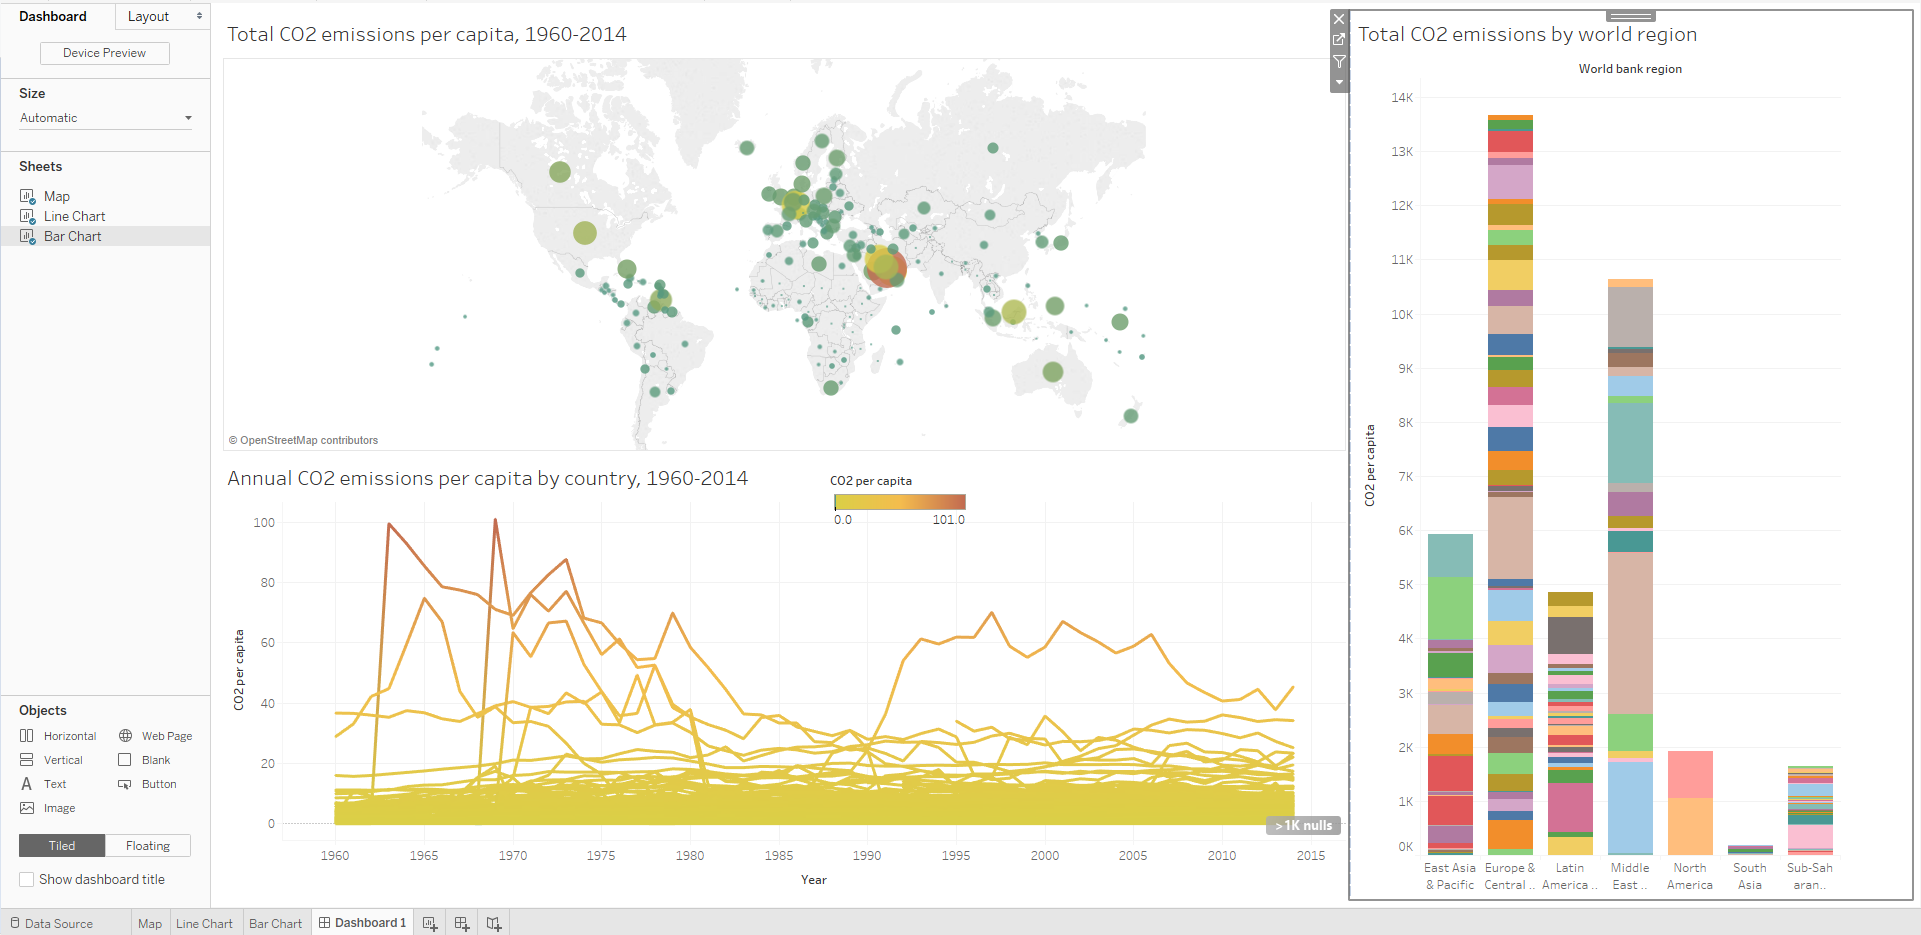 Dashboard
Layout
Device Preview
Size
Automatic
Sheets
Map
Line Chart
Bar Chart
Objects
Horizontal
Web Page
Vertical
Blank
Text
Button
Image
Tiled
Floating
Show dashboard title
Total CO2 emissions per capita, 1960-2014
© OpenStreetMap contributors
Annual CO2 emissions per capita by country, 1960-2014
CO2 per capita
0.0
101.0
CO2 per capita
100
80
60
40
20
0
>1K nulls
1960
1965
1970
1975
1980
1985
1990
1995
2000
2005
2010
2015
Year
Total CO2 emissions by world region
World bank region
CO2 per capita
14K
13K
12K
11K
10K
9K
8K
7K
6K
5K
4K
3K
2K
1K
0K
East Asia
& Pacific
Europe &
Central ..
Latin
America ..
Middle
East ..
North
America
South
Asia
Sub-Sah
aran..
Data Source
Map
Line Chart
Bar Chart
Dashboard 1